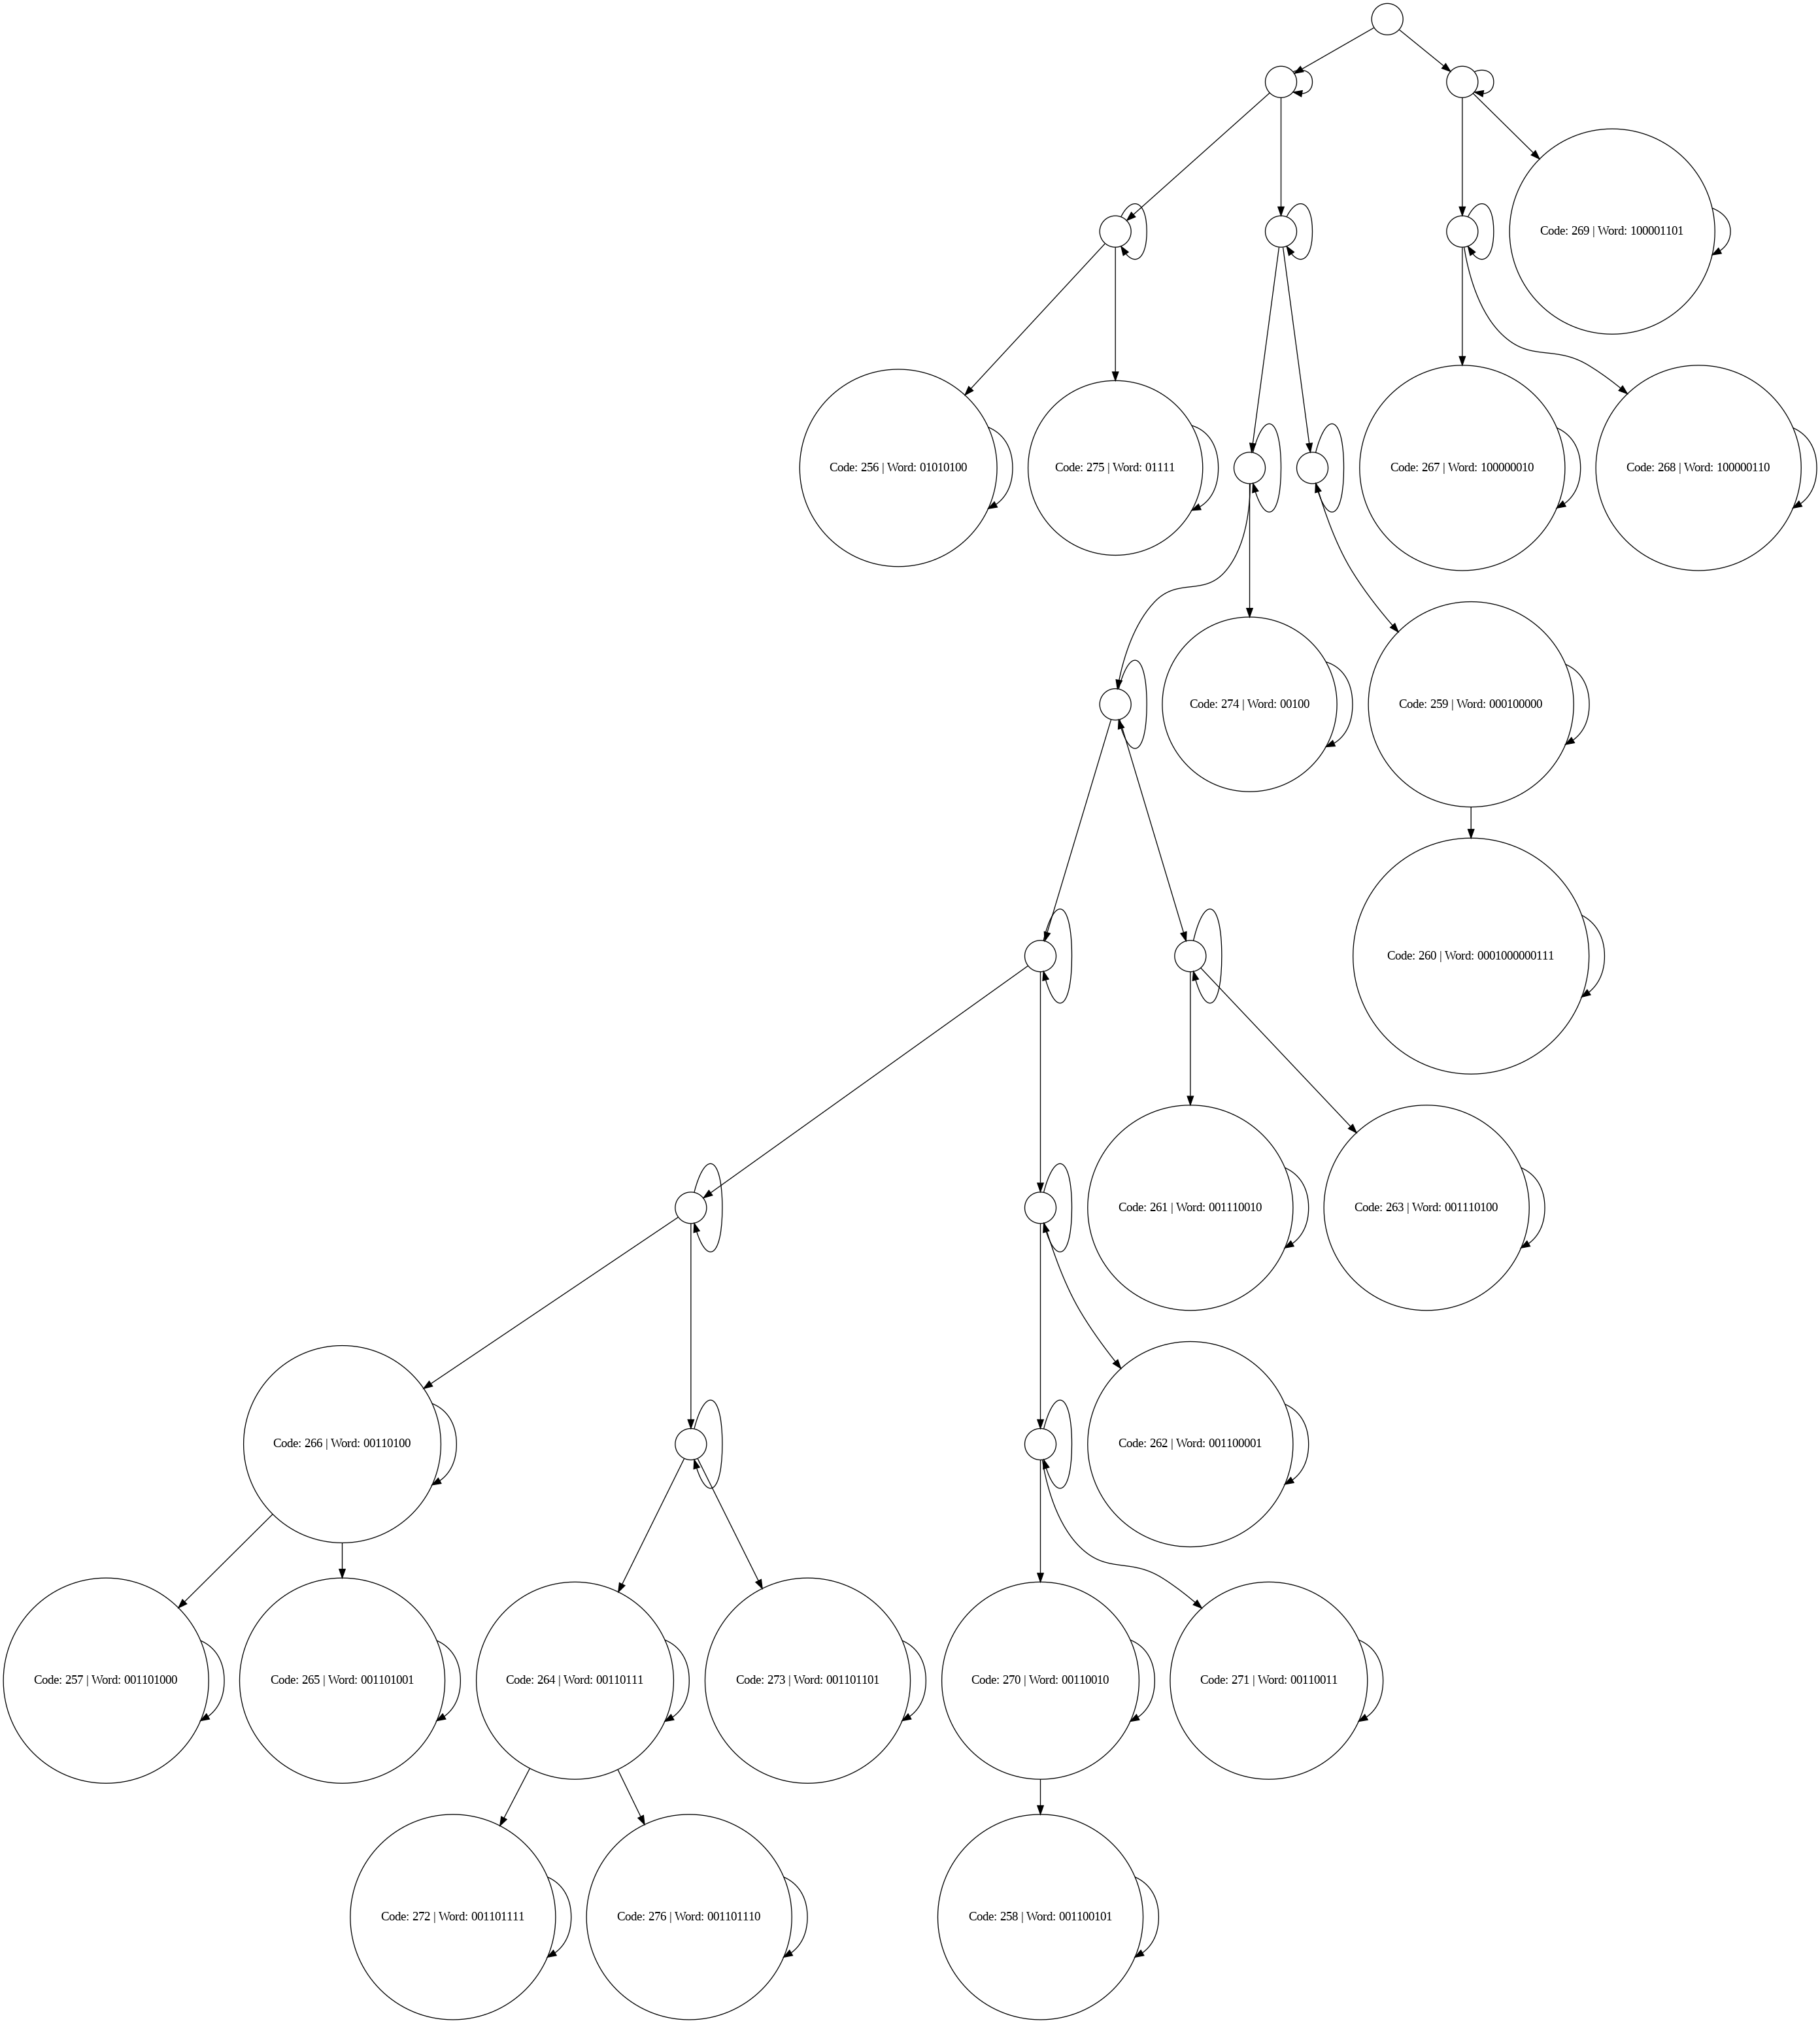 Code: 269 | Word: 100001101
Code: 256 | Word: 01010100
Code: 275 | Word: 01111
Code: 267 | Word: 100000010
Code: 268 | Word: 100000110
Code: 274 | Word: 00100
Code: 259 | Word: 000100000
Code: 260 | Word: 0001000000111
Code: 261 | Word: 001110010
Code: 263 | Word: 001110100
Code: 266 | Word: 00110100
Code: 262 | Word: 001100001
Code: 257 | Word: 001101000
Code: 265 | Word: 001101001
Code: 264 | Word: 00110111
Code: 273 | Word: 001101101
Code: 270 | Word: 00110010
Code: 271 | Word: 00110011
Code: 272 | Word: 001101111
Code: 276 | Word: 001101110
Code: 258 | Word: 001100101